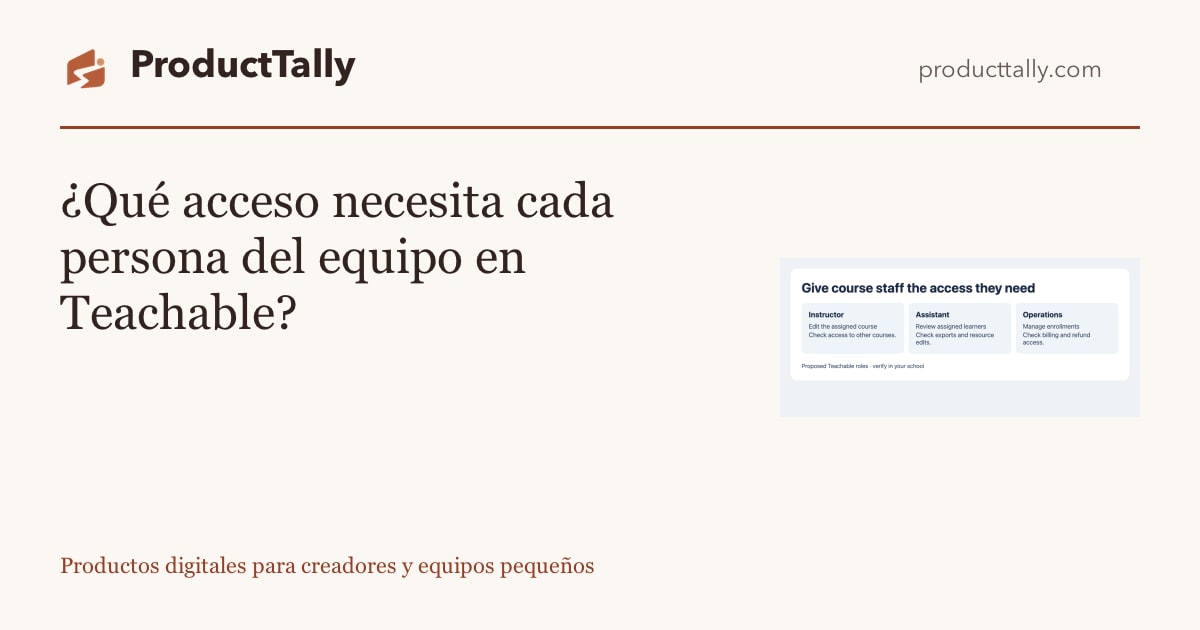 ProductTally
producttally.com
¿Qué acceso necesita cada
persona del equipo en
Teachable?
Give course staff the access they need
Instructor
Edit the assigned course
Check access to other courses.
Assistant
Review assigned learners
Check exports and resource
edits.
Operations
Manage enrollments
Check billing and refund
access.
Proposed Teachable roles · verify in your school
Productos digitales para creadores y equipos pequeños